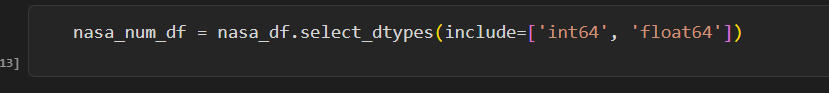 nasa_num_df = nasa_df.select_dtypes(include=['int64', 'float64'])
13]